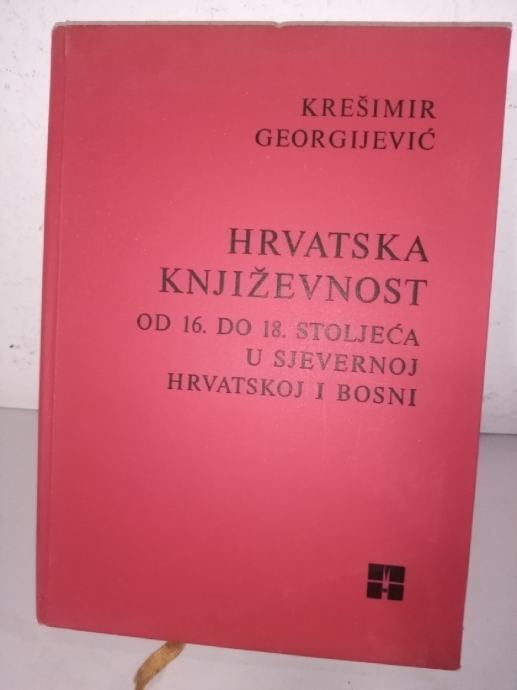 KREŠIMIR
GEORGIJEVIĆ
HRVATSKA
KNJIŽEVNOST
OD 16. DO 18. STOLJEĆA
U SJEVERNOJ
HRVATSKOJ I BOSNI